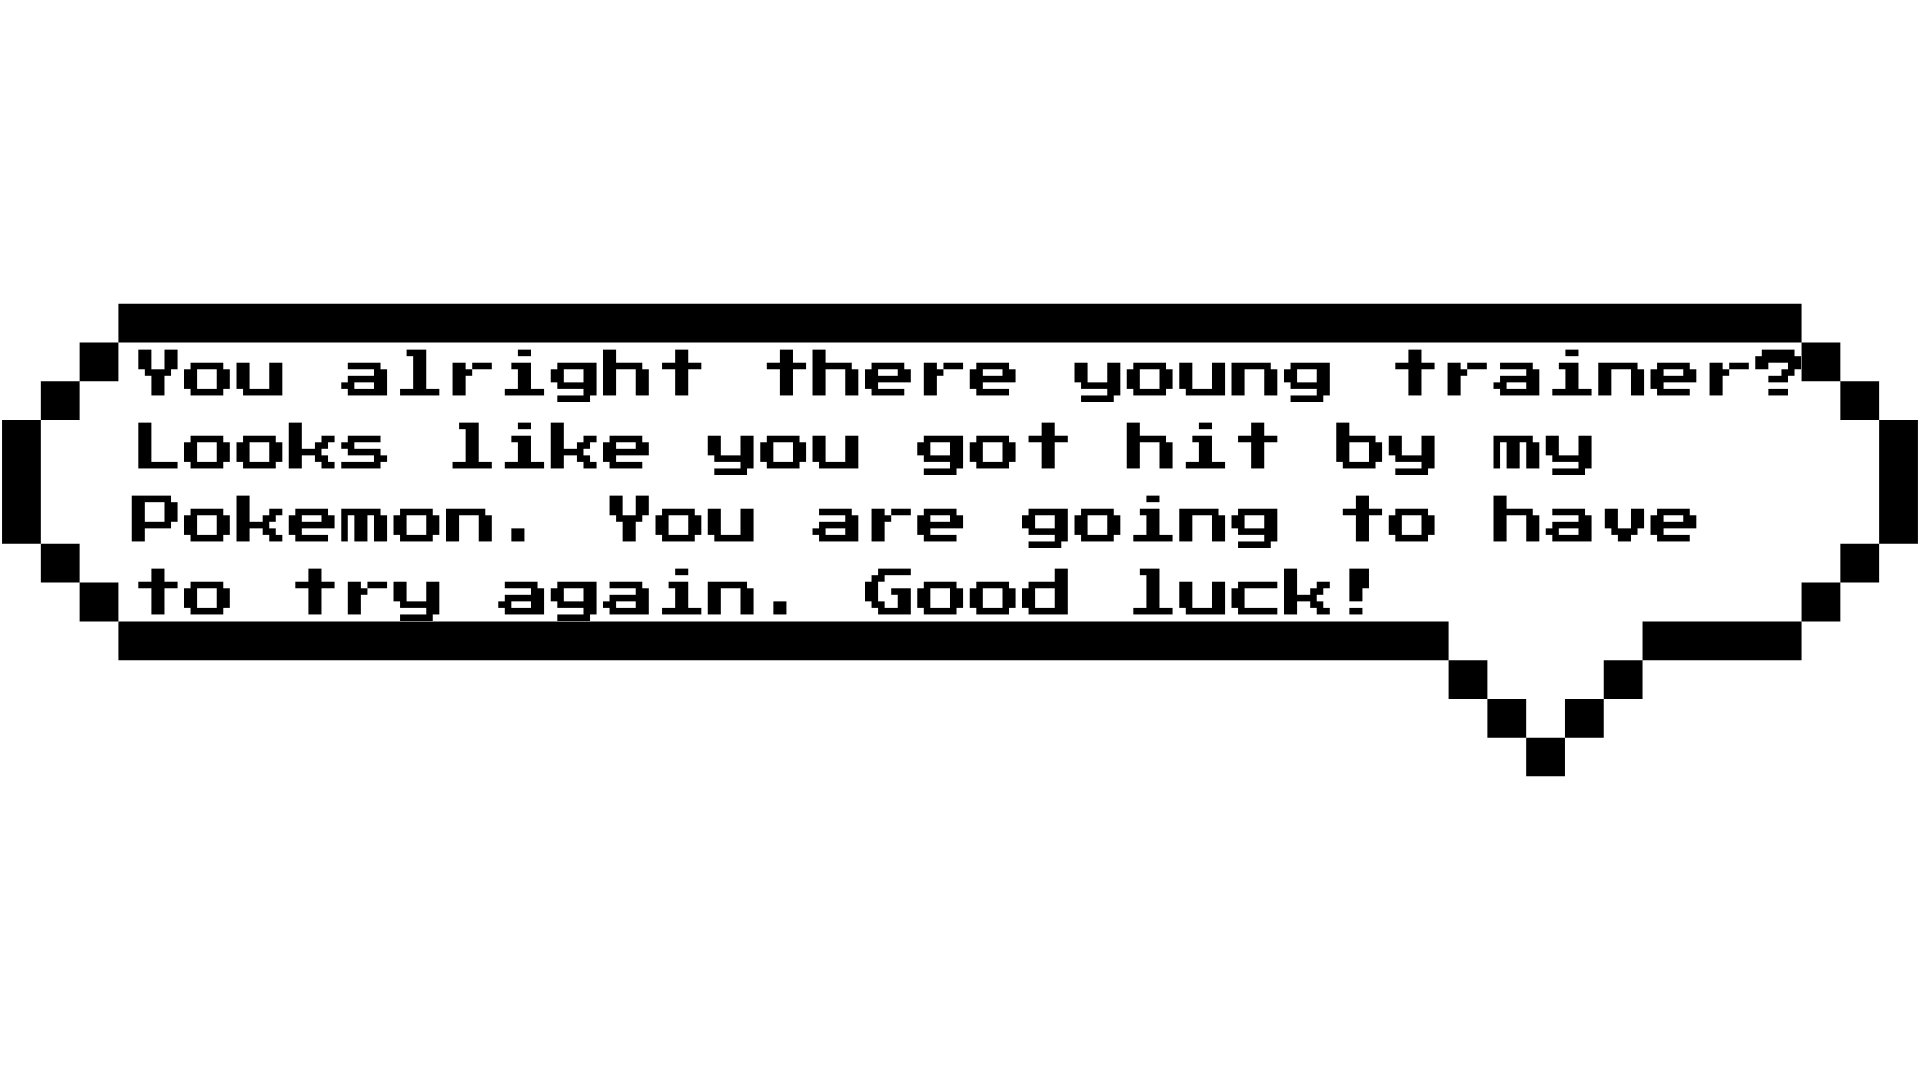 You alright there young trainer?
Looks like you got hit by my
Pokemon. You are going to have
to try again. Good luck!